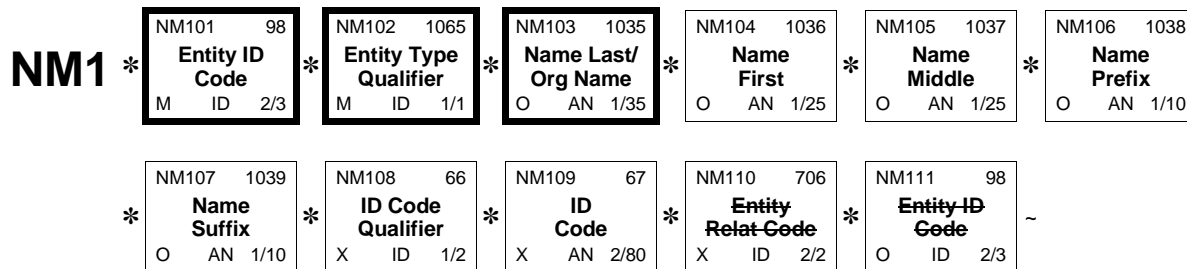 NM1 * NM101 98 * NM102 1065 * NM103 1035 * NM104 1036 * NM105 1037 * NM106 1038
Entity ID Code Entity Type Qualifier Name Last/ Org Name Name First Name Middle Name Prefix
M ID 2/3 M ID 1/1 O AN 1/35 O AN 1/25 O AN 1/25 O AN 1/10
* NM107 1039 * NM108 66 * NM109 67 * NM110 706 * NM111 98 ~
Name Suffix ID Code Qualifier ID Code Entity Relat Code Entity ID Code
O AN 1/10 X ID 1/2 X AN 2/80 X ID 2/2 O ID 2/3